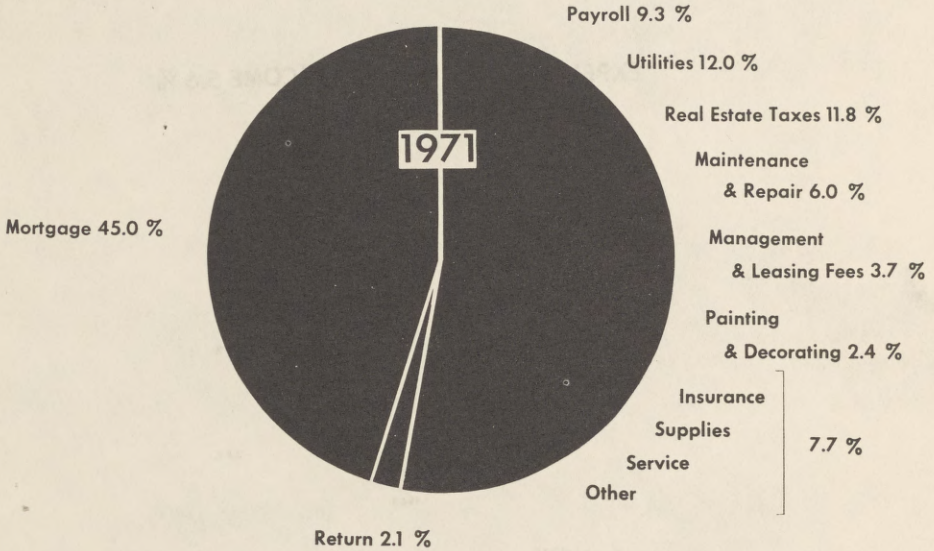 Payroll 9.3 %
Utilities 12.0 %
Real Estate Taxes 11.8 %
Maintenance
& Repair 6.0 %
Management
& Leasing Fees 3.7 %
Painting
& Decorating 2.4 %
Insurance
Supplies
Service
Other
7.7 %
1971
Mortgage 45.0 %
Return 2.1 %